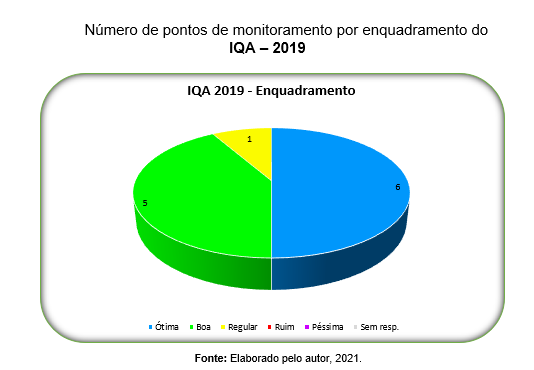 Número de pontos de monitoramento por enquadramento do
IQA – 2019
IQA 2019 - Enquadramento
1
6
5
Ótima Boa Regular Ruim Péssima Sem resp.
Fonte: Elaborado pelo autor, 2021.